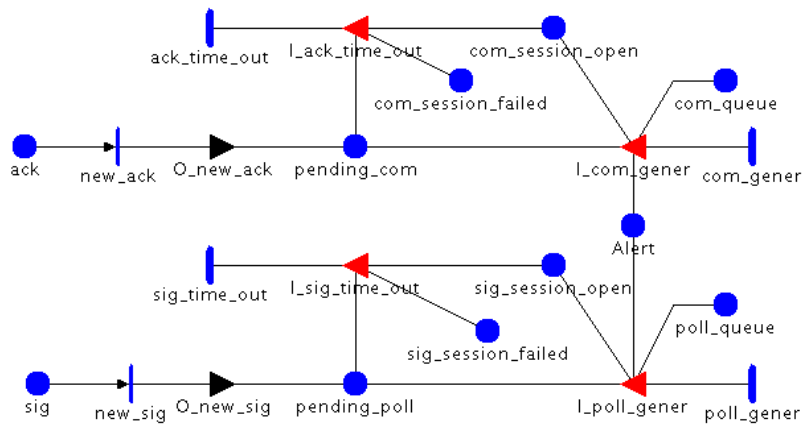 ack_time_out
I_ack_time_out
com_session_open
com_session_failed
com_queue
ack
new_ack
O_new_ack
pending_com
I_com_gener
com_gener
Alert
sig_time_out
I_sig_time_out
sig_session_open
sig_session_failed
poll_queue
sig
new_sig
O_new_sig
pending_poll
I_poll_gener
poll_gener